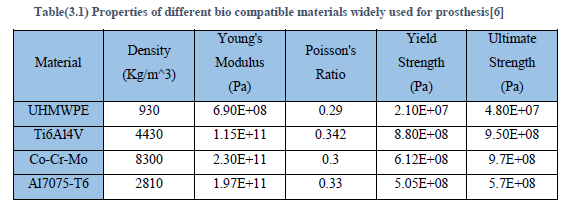 Table(3.1) Properties of different bio compatible materials widely used for prosthesis[6]
Material Density (Kg/m^3) Young's Modulus (Pa) Poisson's Ratio Yield Strength (Pa) Ultimate Strength (Pa)
UHMWPE 930 6.90E+08 0.29 2.10E+07 4.80E+07
Ti6Al4V 4430 1.15E+11 0.342 8.80E+08 9.50E+08
Co-Cr-Mo 8300 2.30E+11 0.3 6.12E+08 9.7E+08
Al7075-T6 2810 1.97E+11 0.33 5.05E+08 5.7E+08